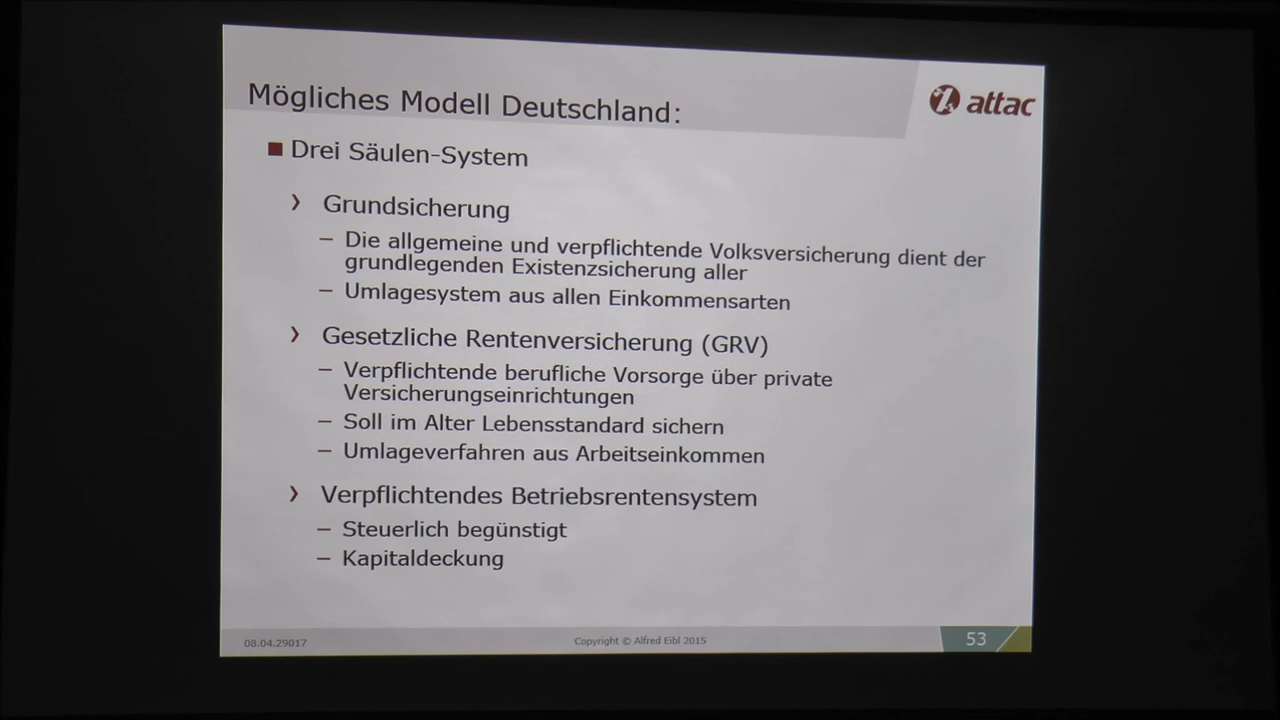 Mögliches Modell Deutschland:
attac
Drei Säulen-System
Grundsicherung
Die allgemeine und verpflichtende Volksversicherung dient der
grundlegenden Existenzsicherung aller
Umlagesystem aus allen Einkommensarten
Gesetzliche Rentenversicherung (GRV)
Verpflichtende berufliche Vorsorge über private
Versicherungseinrichtungen
Soll im Alter Lebensstandard sichern
Umlageverfahren aus Arbeitseinkommen
Verpflichtendes Betriebsrentensystem
Steuerlich begünstigt
Kapitaldeckung
08.04.29017
Copyright © Alfred Eibl 2015
53